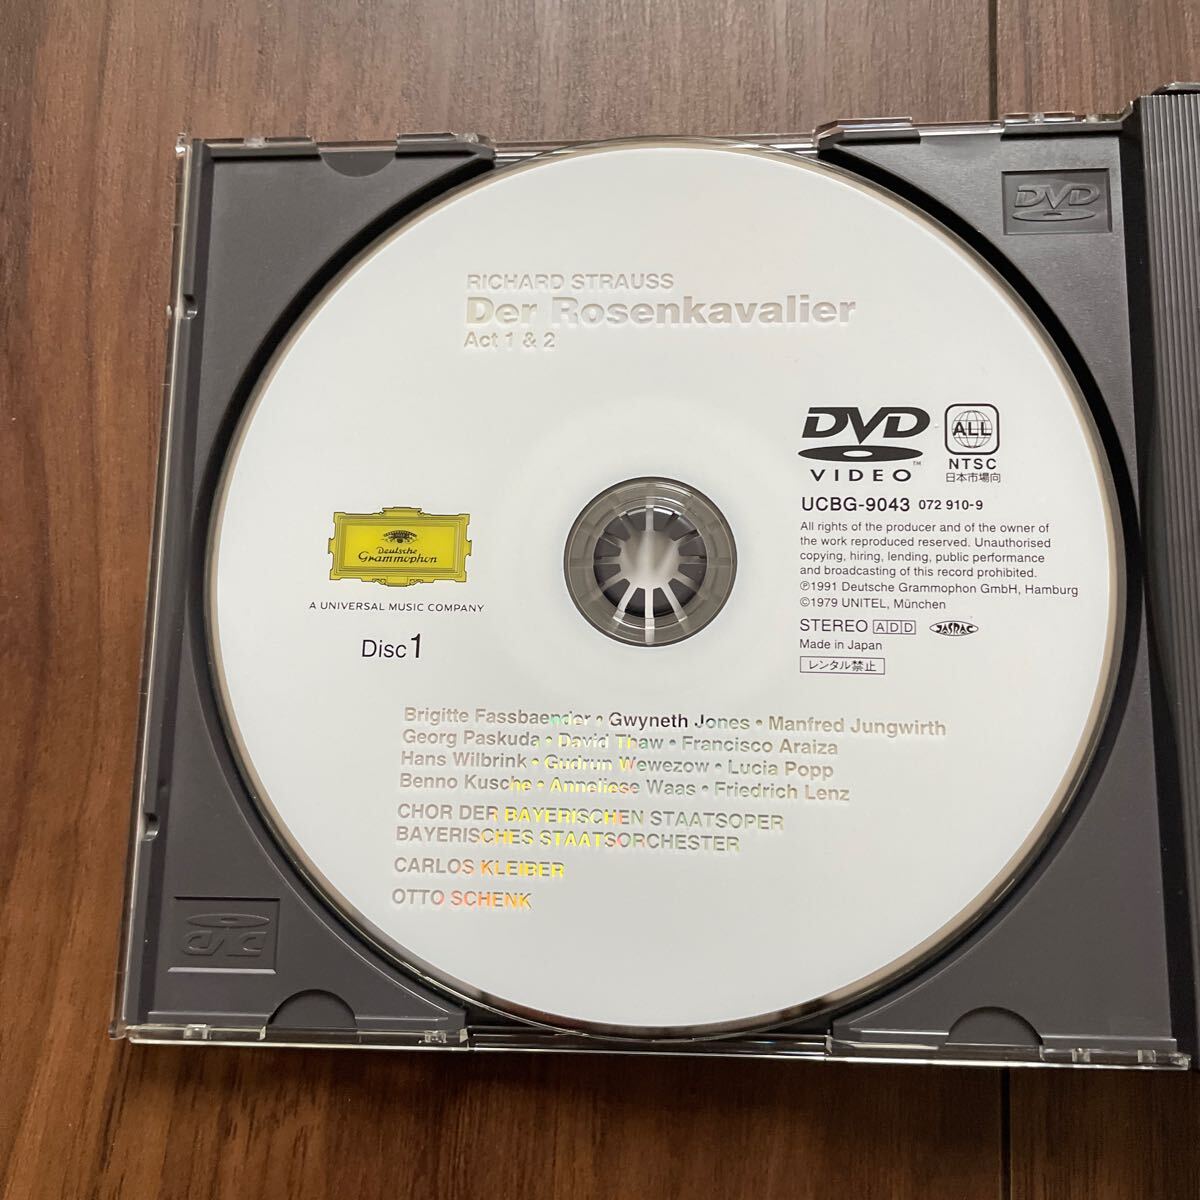 DVD
RICHARD STRAUSS
Der Rosenkavalier
Act 1 & 2
DVD
VIDEO™
ALL
NTSC
日本市場向
UCBG-9043 072 910-9
All rights of the producer and of the owner of
the work reproduced reserved. Unauthorised
copying, hiring, lending, public performance
and broadcasting of this record prohibited.
℗1991 Deutsche Grammophon GmbH, Hamburg
©1979 UNITEL, München
STEREO ADD JASRAC
Made in Japan
レンタル禁止
Deutsche
Grammophon
A UNIVERSAL MUSIC COMPANY
Disc 1
Brigitte Fassbaender • Gwyneth Jones • Manfred Jungwirth
Georg Paskuda • David Thaw • Francisco Araiza
Hans Wilbrink • Gudrun Wewezow • Lucia Popp
Benno Kusche • Anneliese Waas • Friedrich Lenz
CHOR DER BAYERISCHEN STAATSOPER
BAYERISCHES STAATSORCHESTER
CARLOS KLEIBER
OTTO SCHENK
DVD